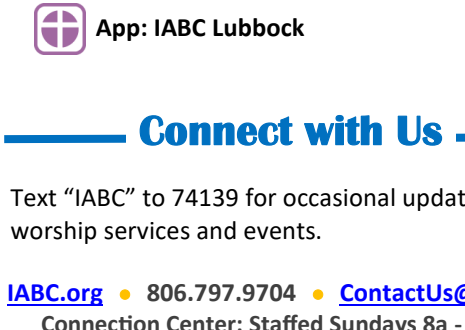 App: IABC Lubbock
Connect with Us
Text “IABC” to 74139 for occasional updat
worship services and events.
IABC.org ● 806.797.9704 ● ContactUs@
Connection Center: Staffed Sundays 8a -